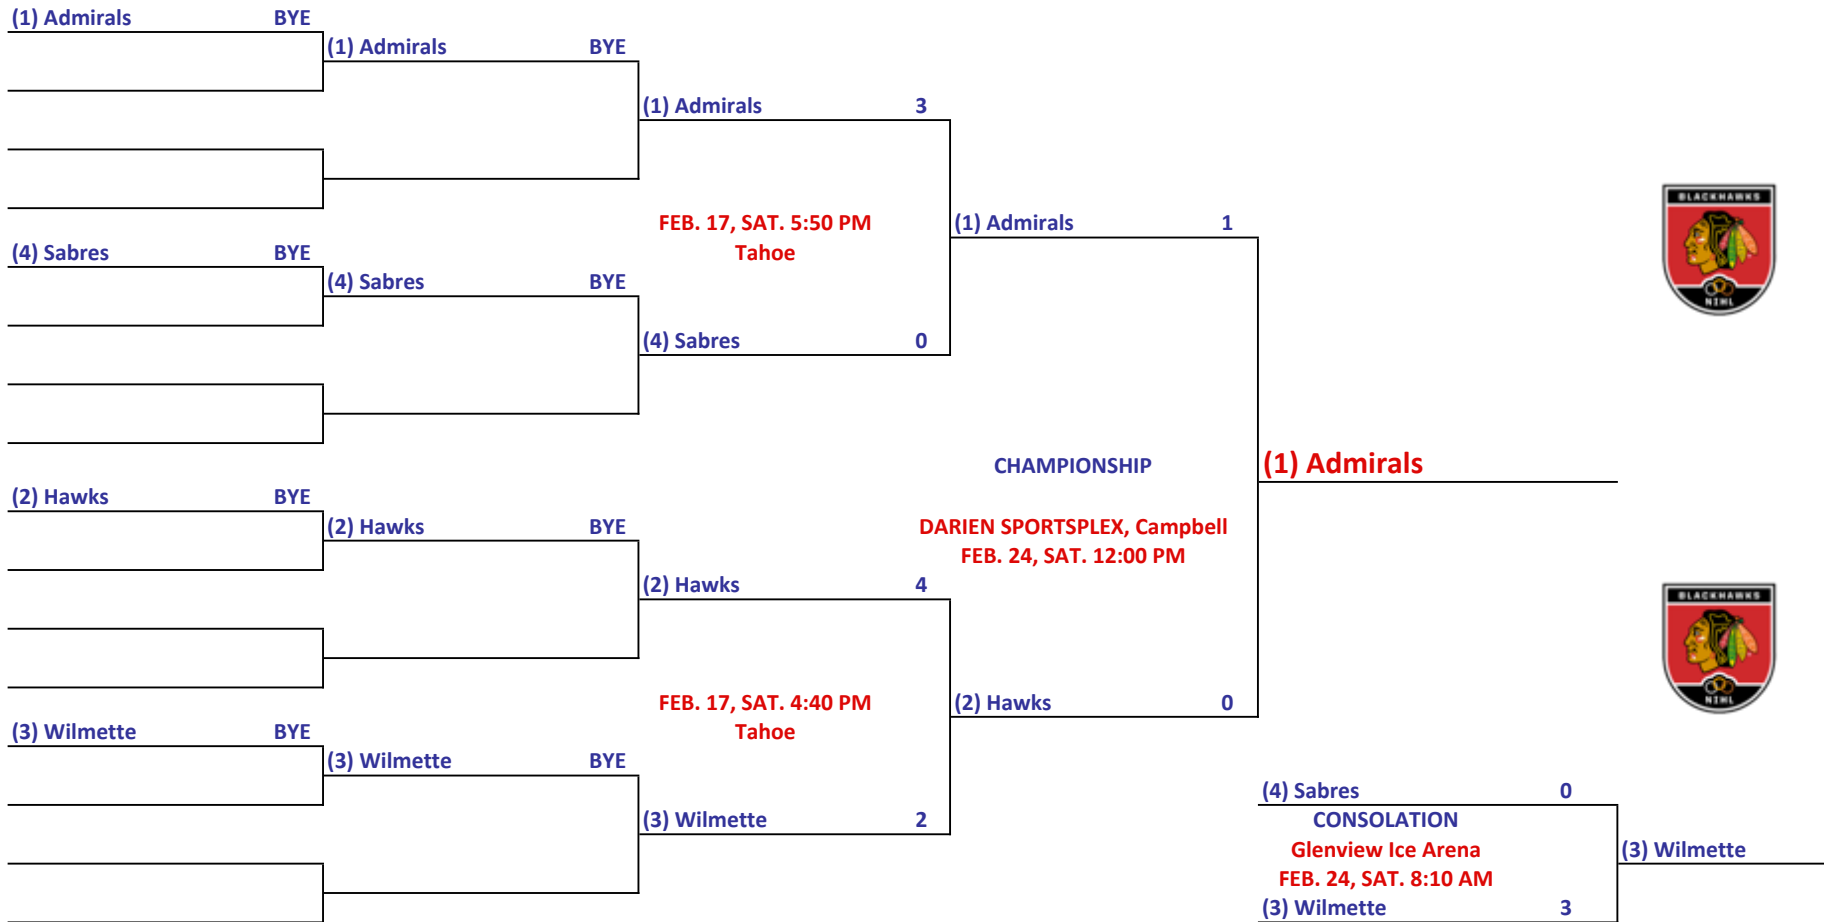 (1) Admirals BYE
(1) Admirals BYE
(1) Admirals 3
BLACKHAWKS
NIHL
FEB. 17, SAT. 5:50 PM
Tahoe
(1) Admirals 1
(4) Sabres BYE
(4) Sabres BYE
(4) Sabres 0
CHAMPIONSHIP
(1) Admirals
(2) Hawks BYE
(2) Hawks BYE
DARIEN SPORTSPLEX, Campbell
FEB. 24, SAT. 12:00 PM
(2) Hawks 4
BLACKHAWKS
NIHL
FEB. 17, SAT. 4:40 PM
Tahoe
(2) Hawks 0
(3) Wilmette BYE
(3) Wilmette BYE
(3) Wilmette 2
(4) Sabres 0
CONSOLATION
Glenview Ice Arena
FEB. 24, SAT. 8:10 AM
(3) Wilmette
(3) Wilmette 3